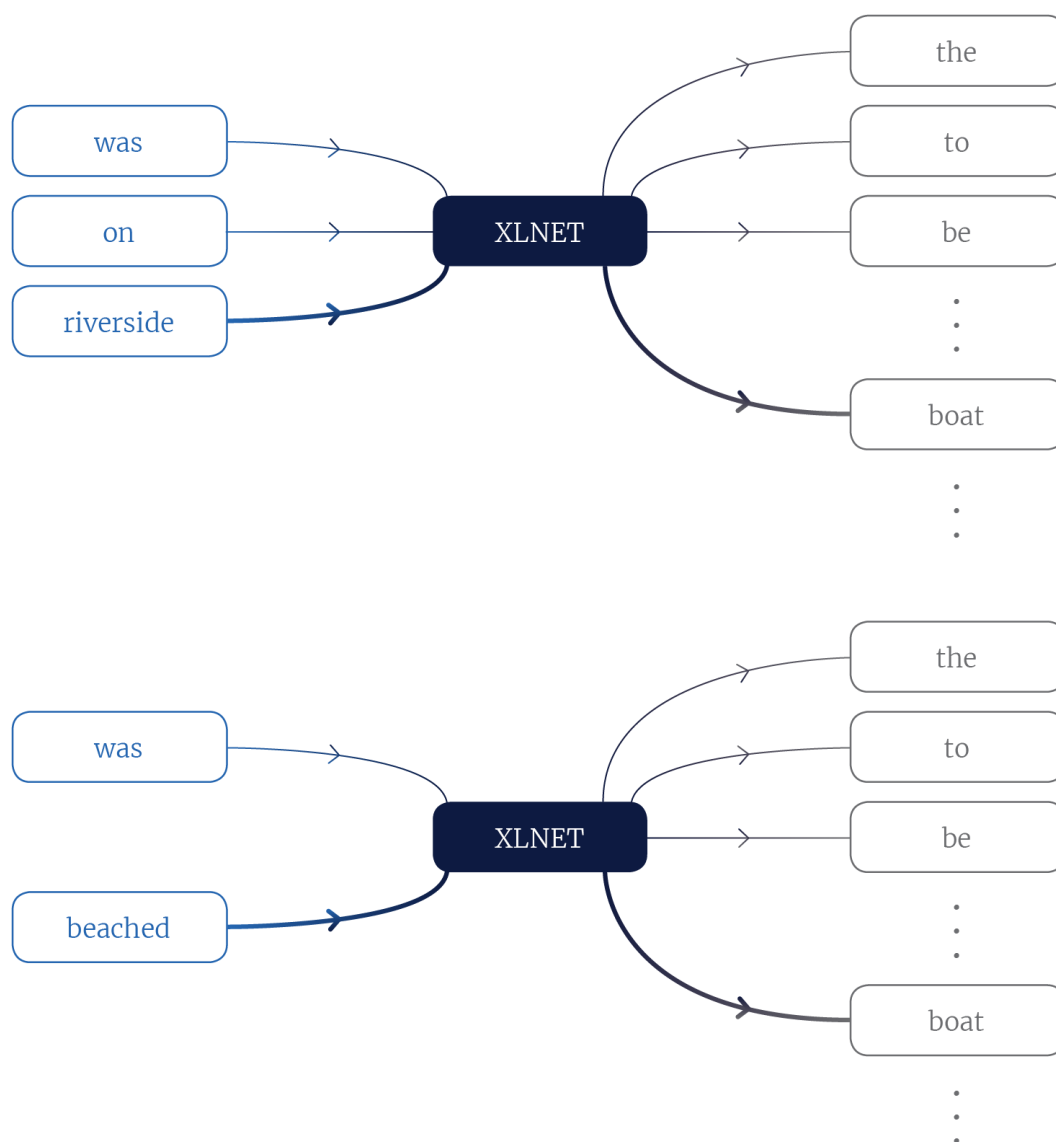 the
was
to
on
XLNET
be
riverside
boat
the
was
to
XLNET
be
beached
boat